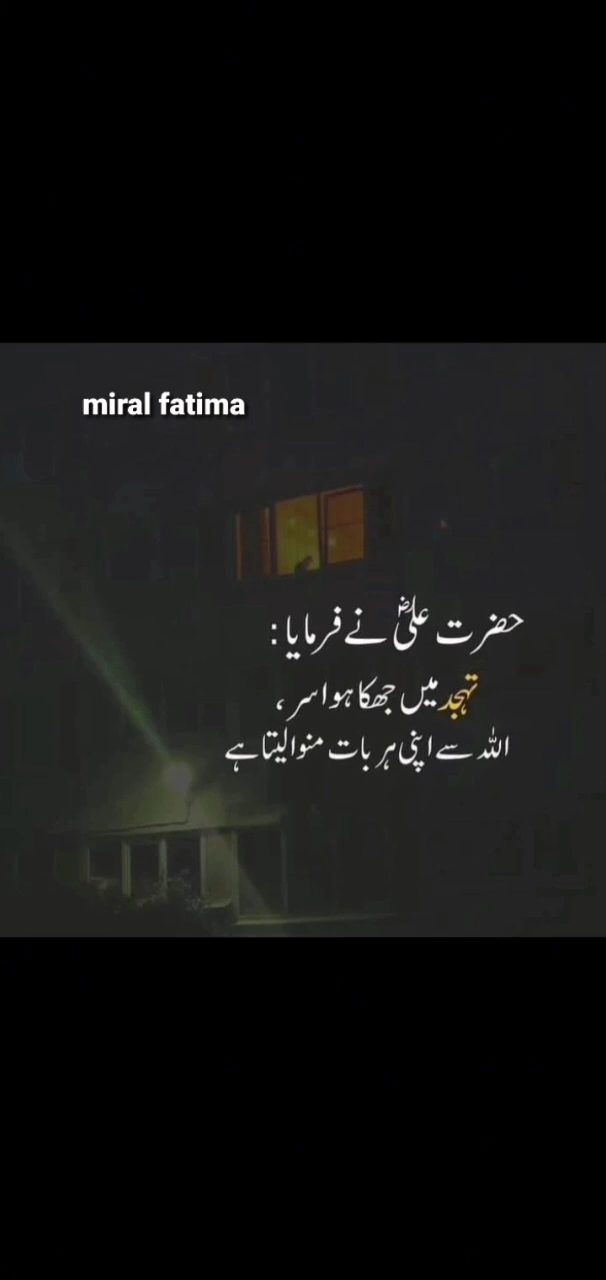 miral fatima
حضرت علیؓ نے فرمایا :
تہجد میں جھکا ہوا سر ،
اللہ سے اپنی ہر بات منوا لیتا ہے